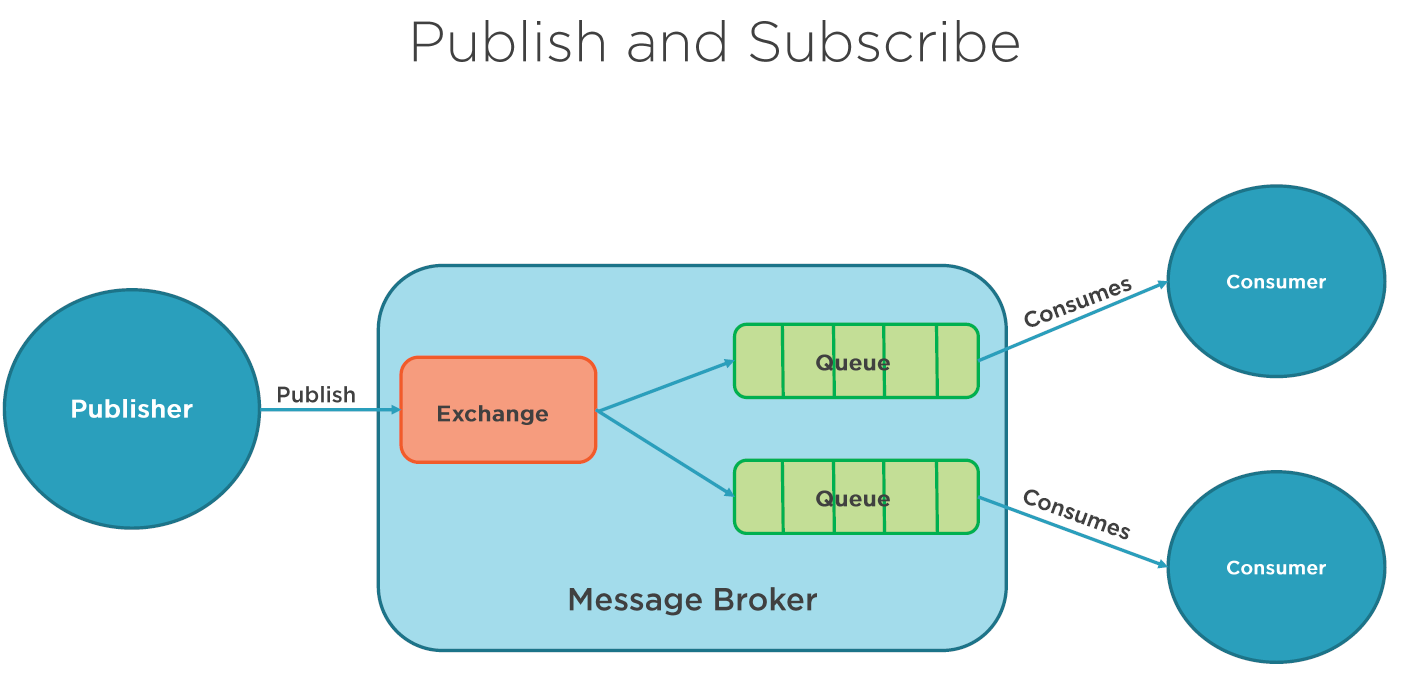 Publish and Subscribe
Publisher
Publish
Exchange
Queue
Queue
Message Broker
Consumes
Consumes
Consumer
Consumer